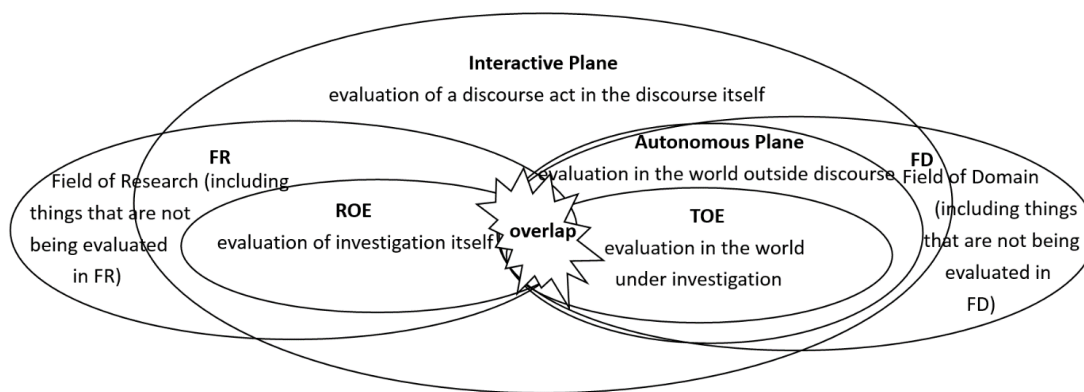 Interactive Plane
evaluation of a discourse act in the discourse itself
FR
Field of Research (including
things that are not
being evaluated
in FR)
ROE
evaluation of investigation itself
overlap
Autonomous Plane
evaluation in the world outside discourse
TOE
evaluation in the world
under investigation
FD
Field of Domain
(including things
that are not being
evaluated in
FD)